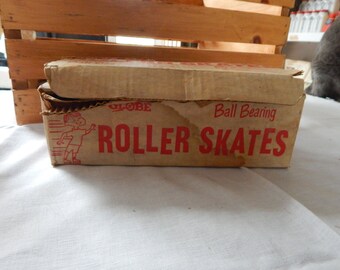 GLOBE
Ball Bearing
ROLLER SKATES